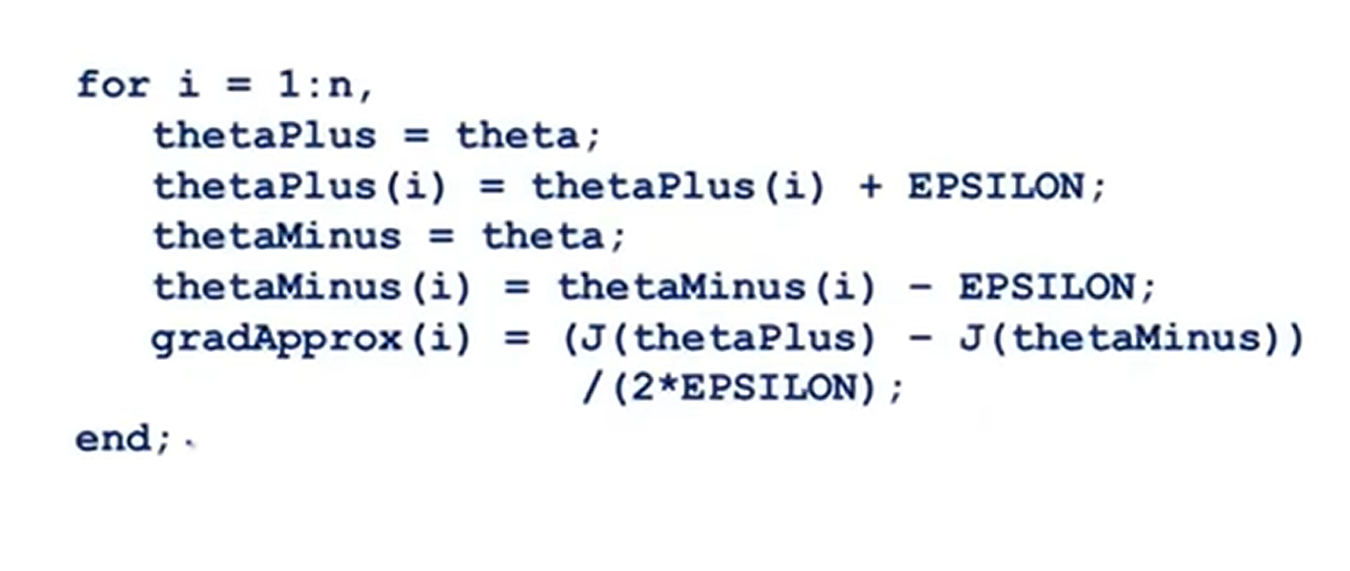 for i = 1:n,
thetaPlus = theta;
thetaPlus(i) = thetaPlus(i) + EPSILON;
thetaMinus = theta;
thetaMinus(i) = thetaMinus(i) - EPSILON;
gradApprox(i) = (J(thetaPlus) - J(thetaMinus))
/(2*EPSILON);
end;